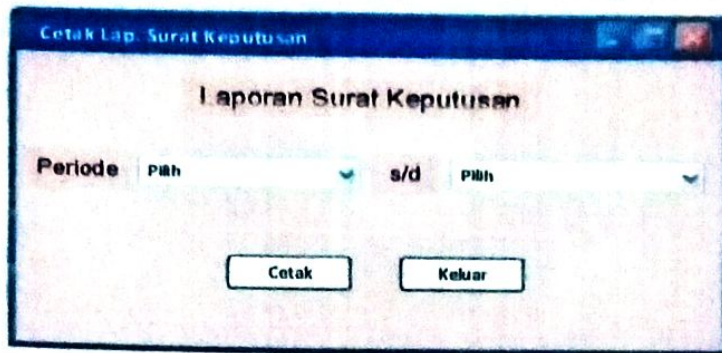 Cetak Lap. Surat Keputusan
Laporan Surat Keputusan
Periode Pilih s/d Pilih
Cetak Keluar